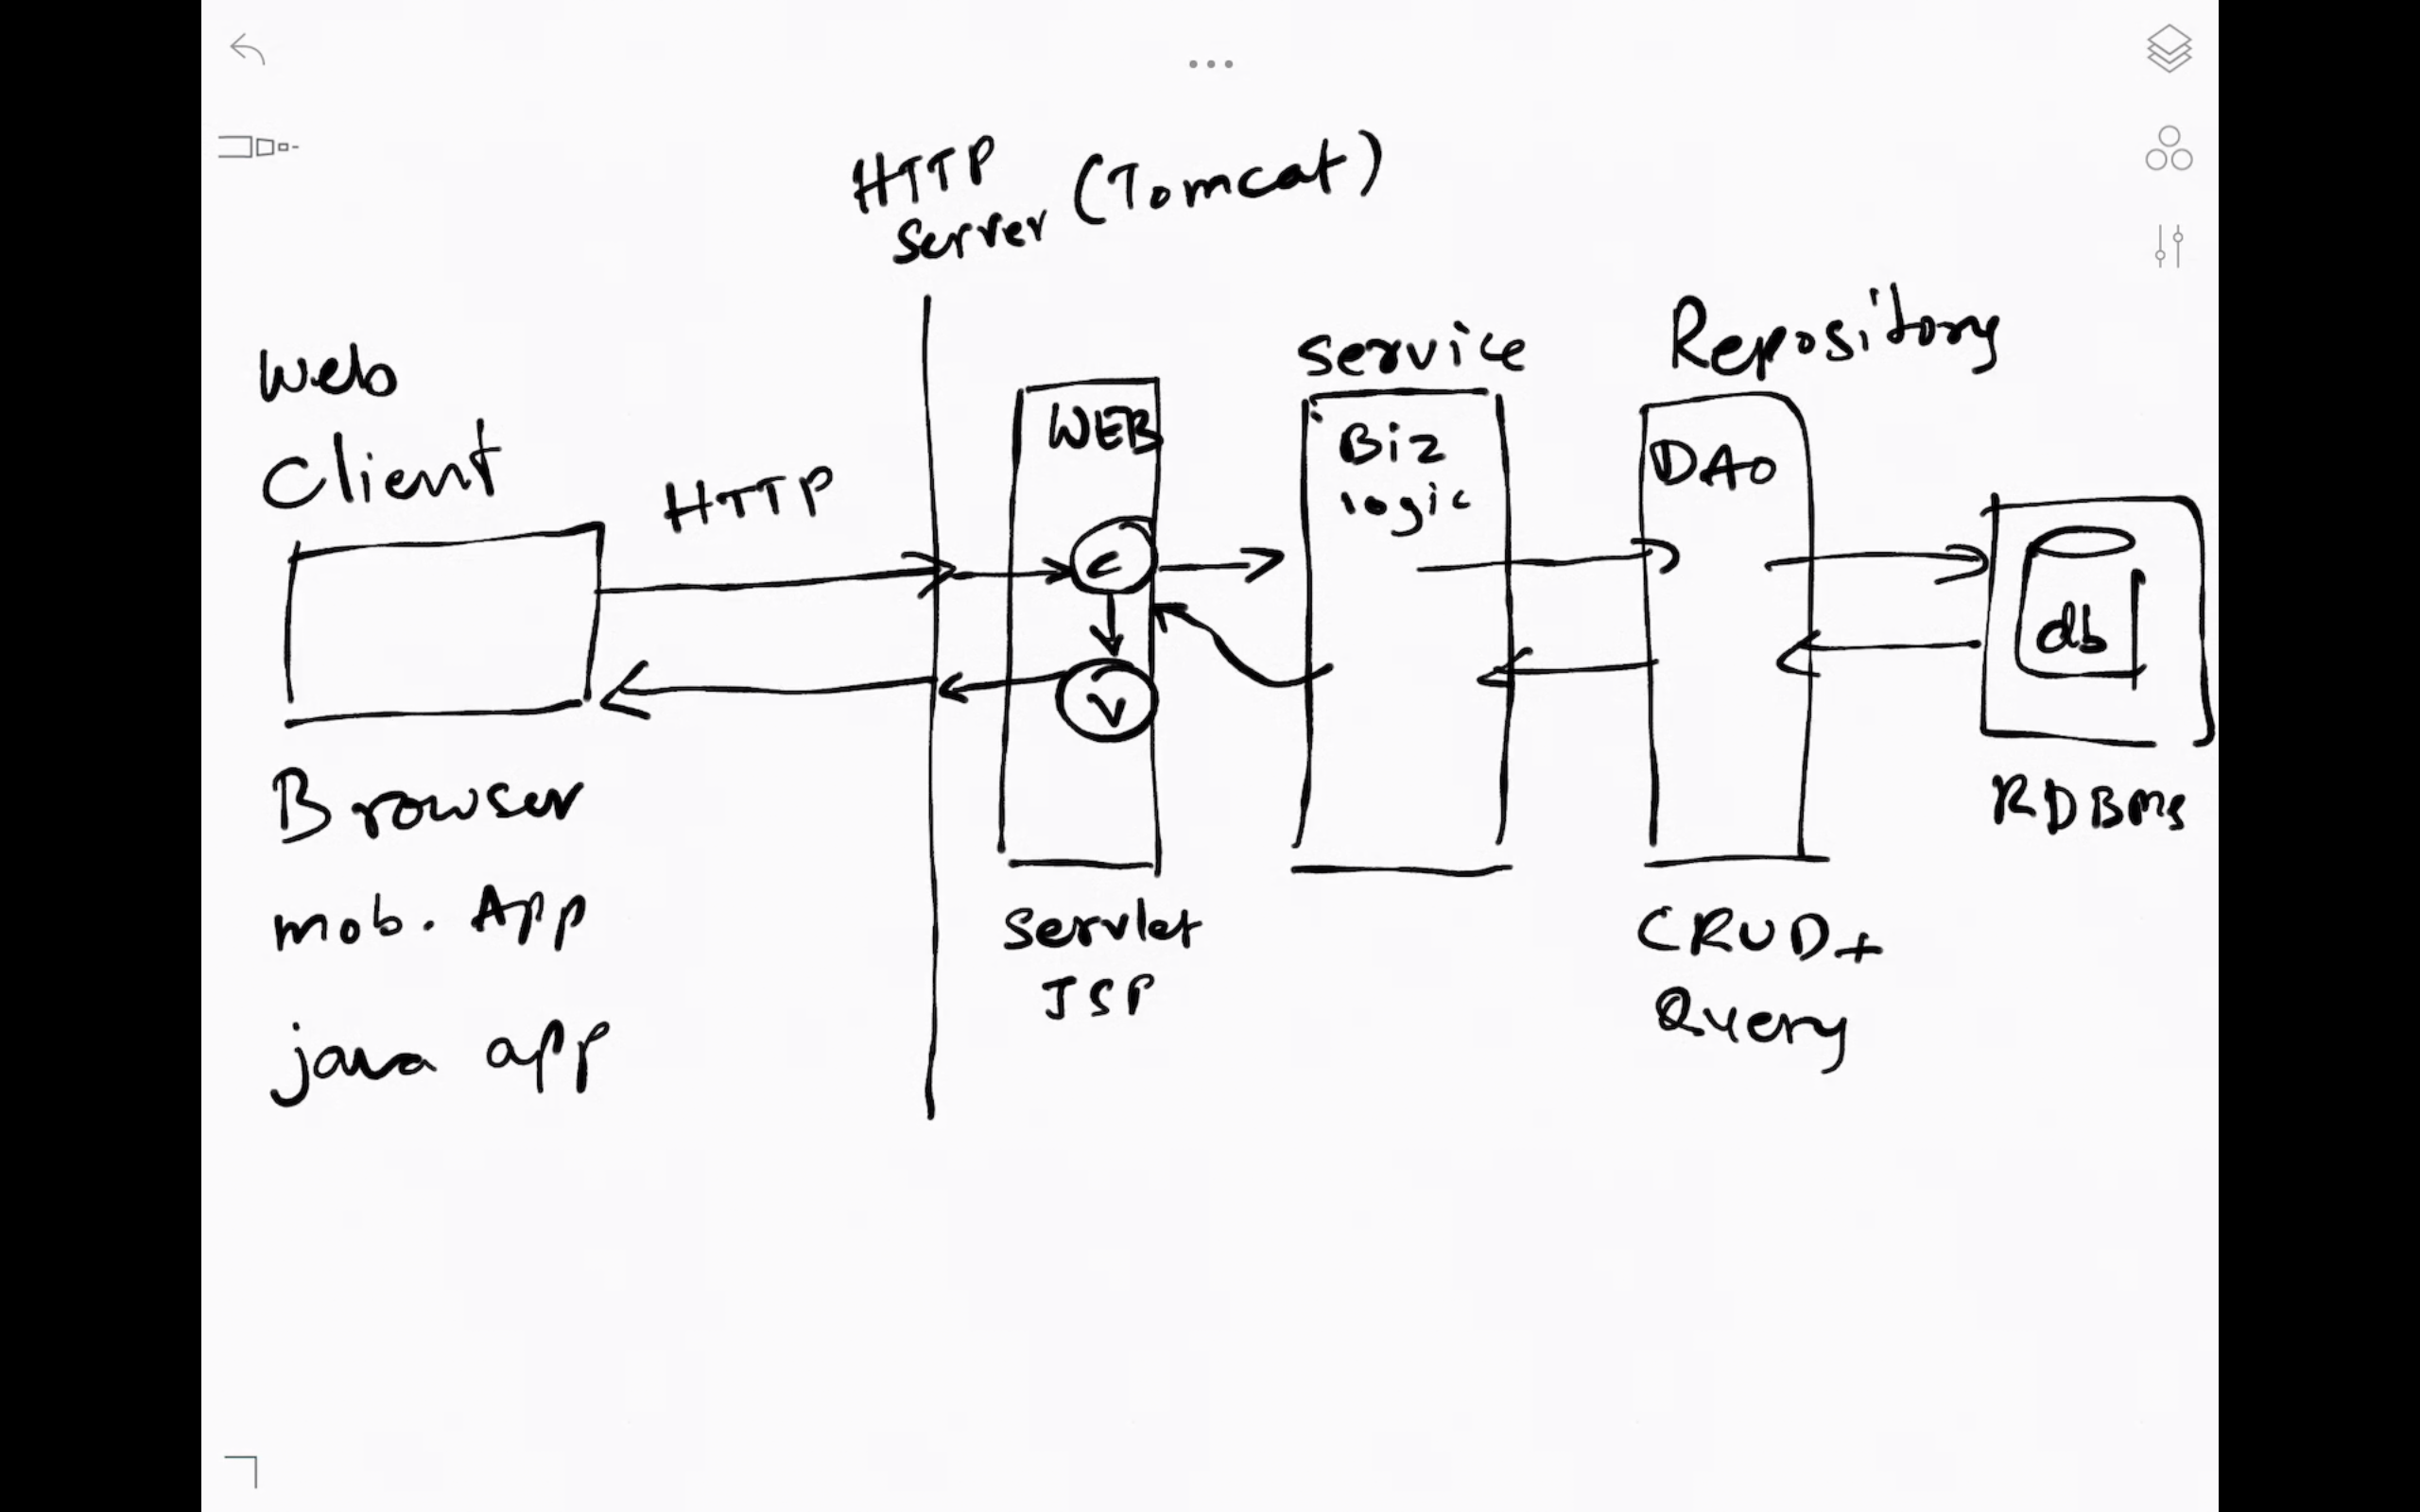 HTTP
Server (Tomcat)
Web
Client
HTTP
WEB
C
V
Servlet
JSP
Service
Biz
logic
Repository
DAO
CRUD+
Query
db
RDBMS
Browser
mob. App
java app